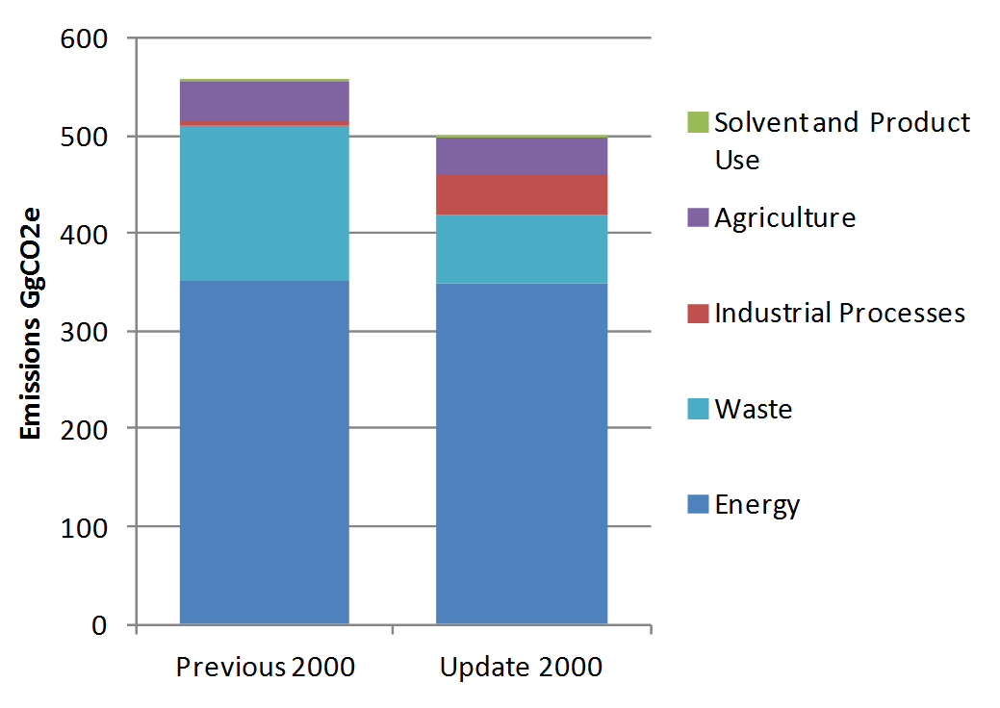 600
500
400
300
200
100
0
Emissions GgCO2e
Previous 2000
Update 2000
Solvent and Product
Use
Agriculture
Industrial Processes
Waste
Energy